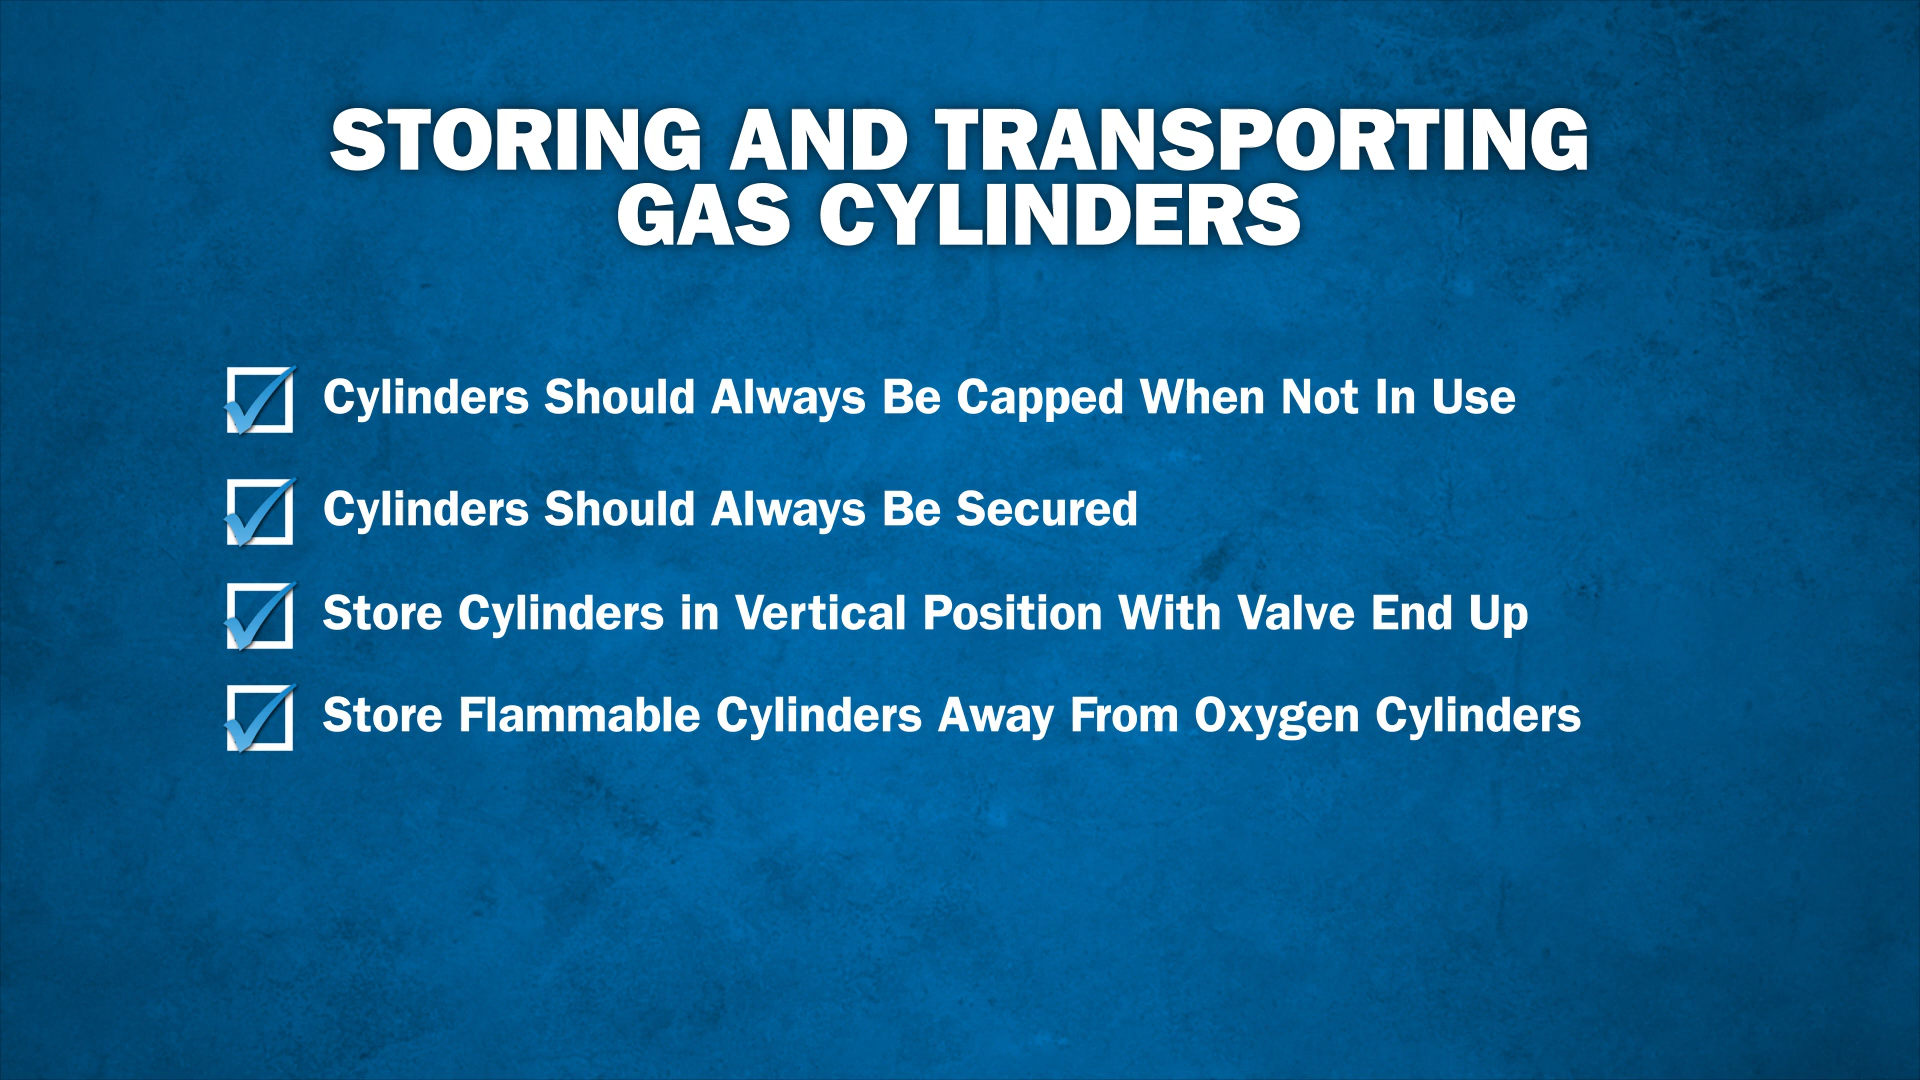 STORING AND TRANSPORTING
GAS CYLINDERS
Cylinders Should Always Be Capped When Not In Use
Cylinders Should Always Be Secured
Store Cylinders in Vertical Position With Valve End Up
Store Flammable Cylinders Away From Oxygen Cylinders